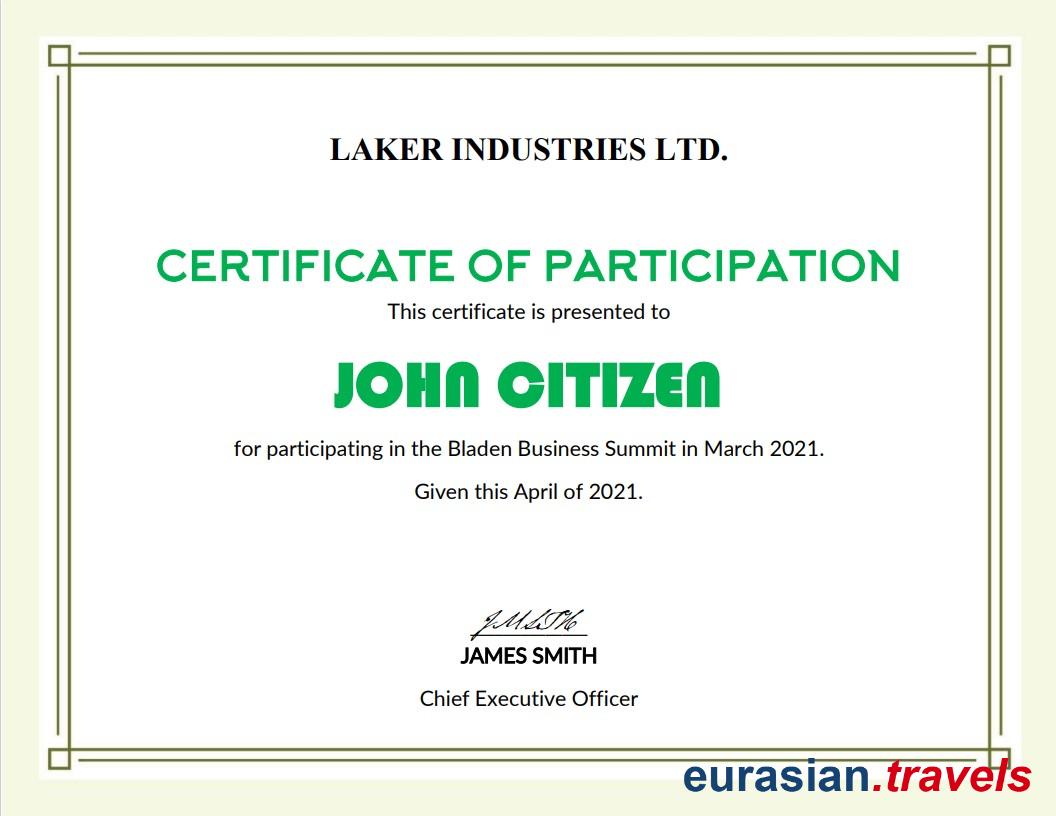 LAKER INDUSTRIES LTD.
CERTIFICATE OF PARTICIPATION
This certificate is presented to
JOHN CITIZEN
for participating in the Bladen Business Summit in March 2021.
Given this April of 2021.
JAMES SMITH
Chief Executive Officer
eurasian.travels